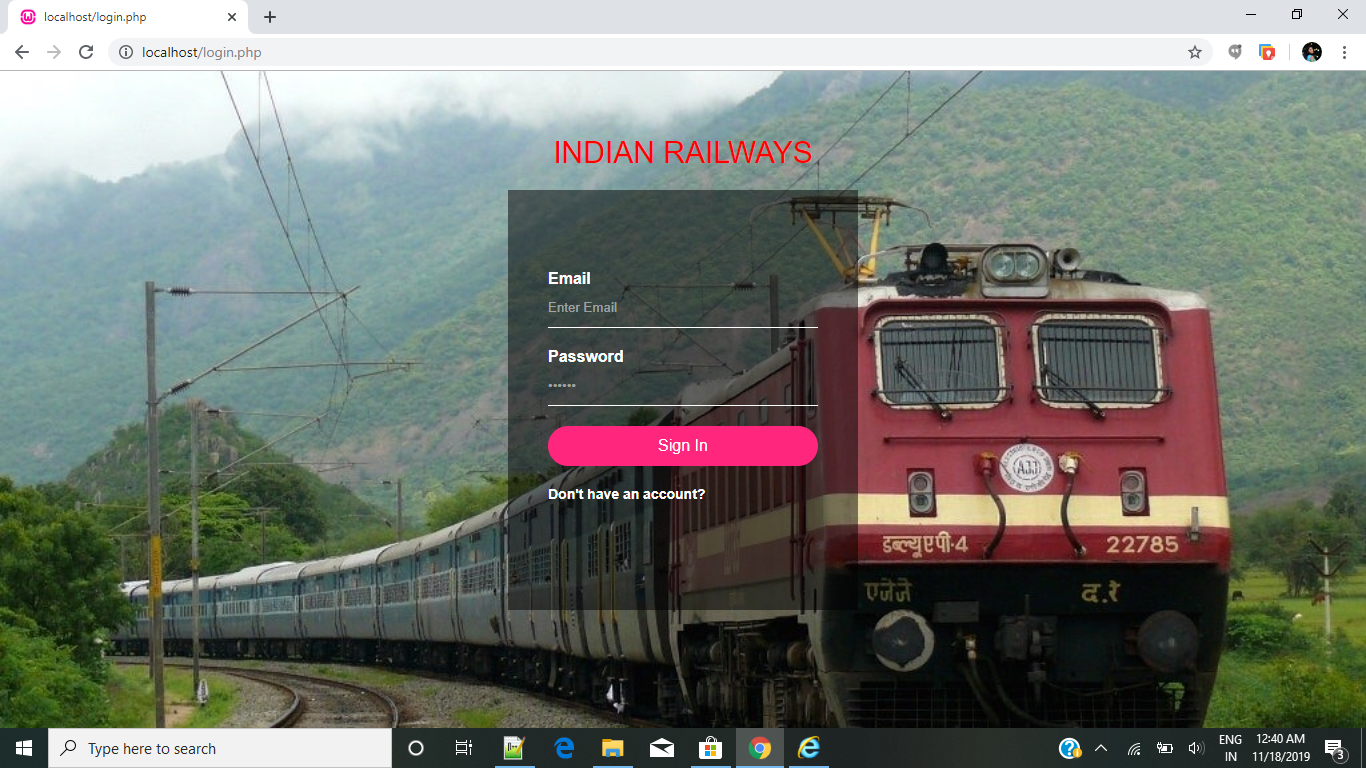 localhost/login.php
localhost/login.php
INDIAN RAILWAYS
Email
Enter Email
Password
Sign In
Don't have an account?
AJJ
डब्ल्यूएपी-4
22785
एजेजे
द.रे
Type here to search
ENG
IN
12:40 AM
11/18/2019
3